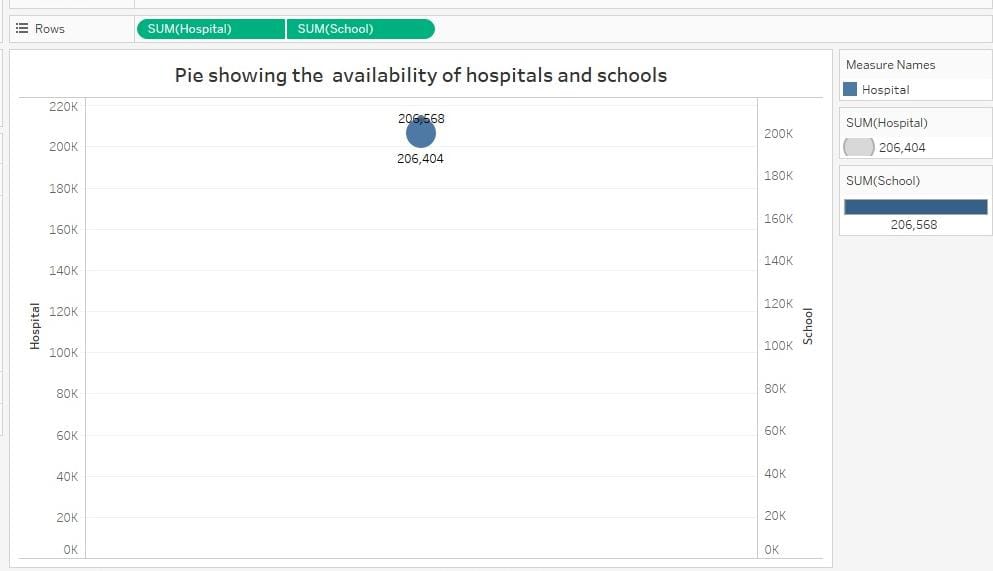 Rows
SUM(Hospital)
SUM(School)
Pie showing the  availability of hospitals and schools
220K
200K
180K
160K
140K
120K
100K
80K
60K
40K
20K
0K
Hospital
206,568
206,404
200K
180K
160K
140K
120K
100K
80K
60K
40K
20K
0K
School
Measure Names
Hospital
SUM(Hospital)
206,404
SUM(School)
206,568